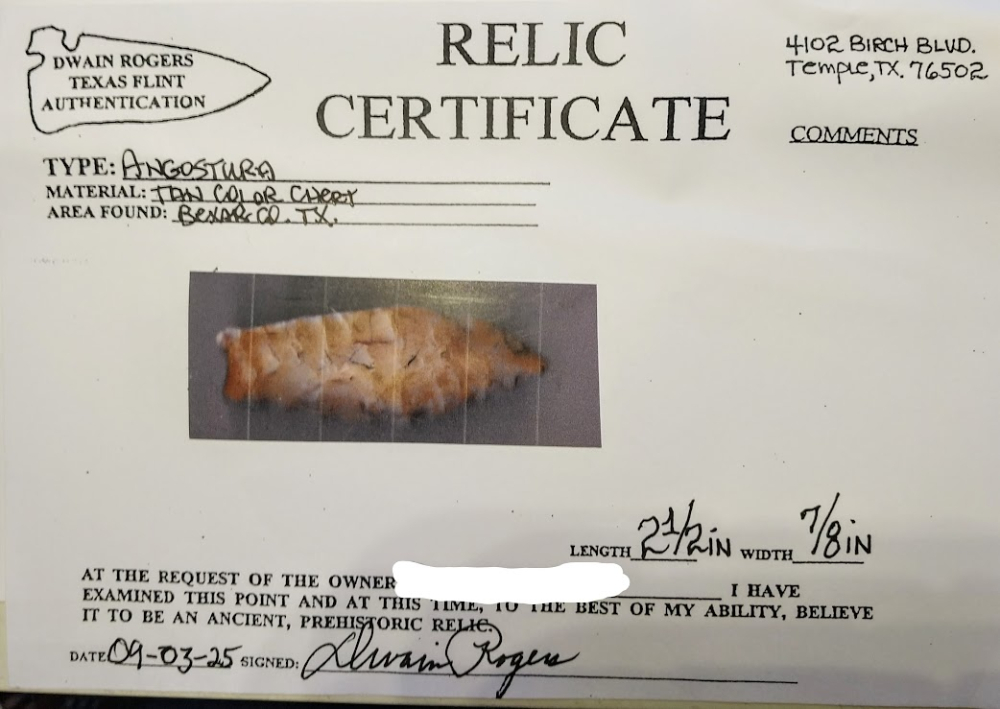 DWAIN ROGERS
TEXAS FLINT
AUTHENTICATION
RELIC
CERTIFICATE
4102 BIRCH BLVD.
Temple, TX. 76502
COMMENTS
TYPE: ANGOSTURA
MATERIAL: TAN COLOR CHERT
AREA FOUND: BEXAR CO. TX.
LENGTH 2 1/2 IN WIDTH 7/8 IN
AT THE REQUEST OF THE OWNER I HAVE
EXAMINED THIS POINT AND AT THIS TIME, TO THE BEST OF MY ABILITY, BELIEVE
IT TO BE AN ANCIENT, PREHISTORIC RELIC.
DATE 09-03-25 SIGNED: Dwain Rogers